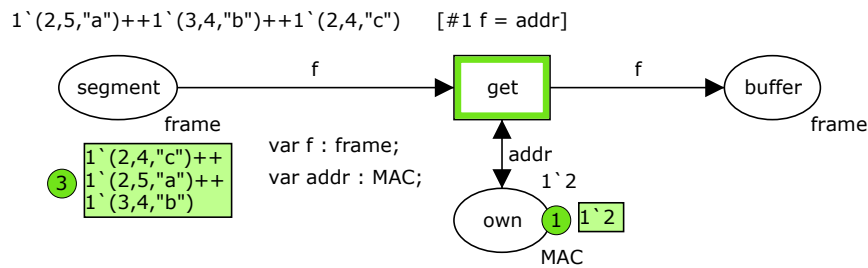 1`(2,5,"a")++1`(3,4,"b")++1`(2,4,"c")
[#1 f = addr]
segment
f
get
f
buffer
frame
frame
3
1`(2,4,"c")++
1`(2,5,"a")++
1`(3,4,"b")
var f : frame;
var addr : MAC;
addr
1`2
own
1
1`2
MAC